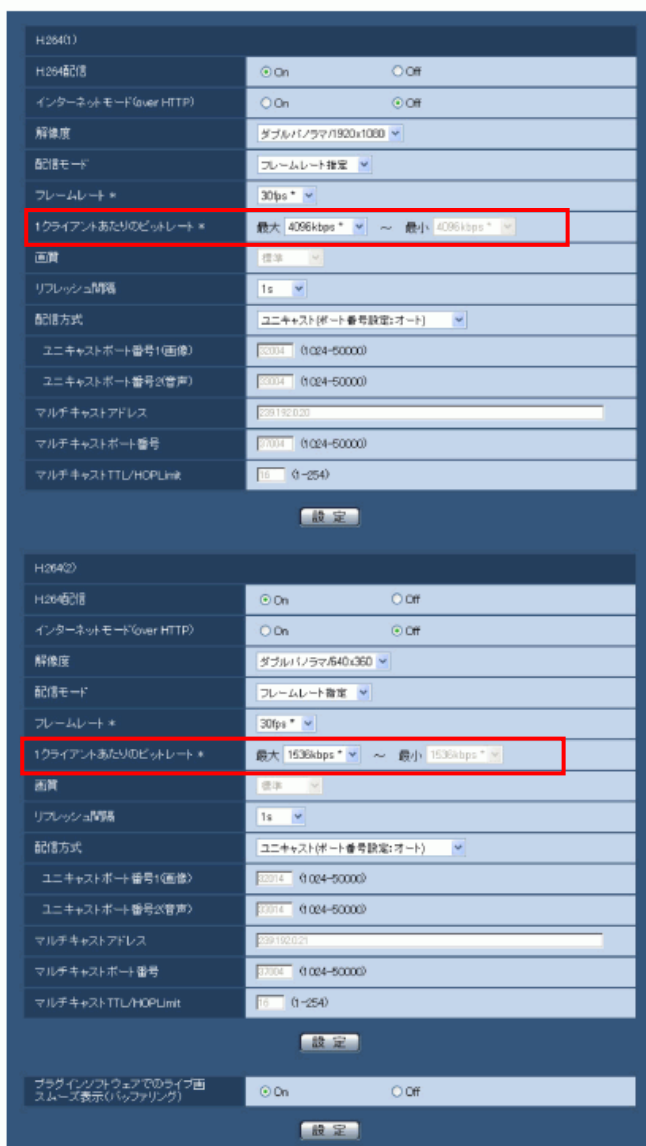 H.264(1)
H.264配信 On Off
インターネットモード(over HTTP) On Off
解像度 ダブルパノラマ/1920x1080
配信モード フレームレート指定
フレームレート * 30fps *
1クライアントあたりのビットレート * 最大 4096kbps * ～ 最小 4096kbps *
画質 標準
リフレッシュ間隔 1s
配信方式 ユニキャスト(ポート番号設定:オート)
ユニキャストポート番号1(画像) 32004 (1024-50000)
ユニキャストポート番号2(音声) 33004 (1024-50000)
マルチキャストアドレス 239.192.0.20
マルチキャストポート番号 37004 (1024-50000)
マルチキャストTTL/HOPLimit 16 (1-254)
設定
H.264(2)
H.264配信 On Off
インターネットモード(over HTTP) On Off
解像度 ダブルパノラマ/640x360
配信モード フレームレート指定
フレームレート * 30fps *
1クライアントあたりのビットレート * 最大 1536kbps * ～ 最小 1536kbps *
画質 標準
リフレッシュ間隔 1s
配信方式 ユニキャスト(ポート番号設定:オート)
ユニキャストポート番号1(画像) 32014 (1024-50000)
ユニキャストポート番号2(音声) 33014 (1024-50000)
マルチキャストアドレス 239.192.0.21
マルチキャストポート番号 37004 (1024-50000)
マルチキャストTTL/HOPLimit 16 (1-254)
設定
プラグインソフトウェアでのライブ画
スムーズ表示(バッファリング) On Off
設定